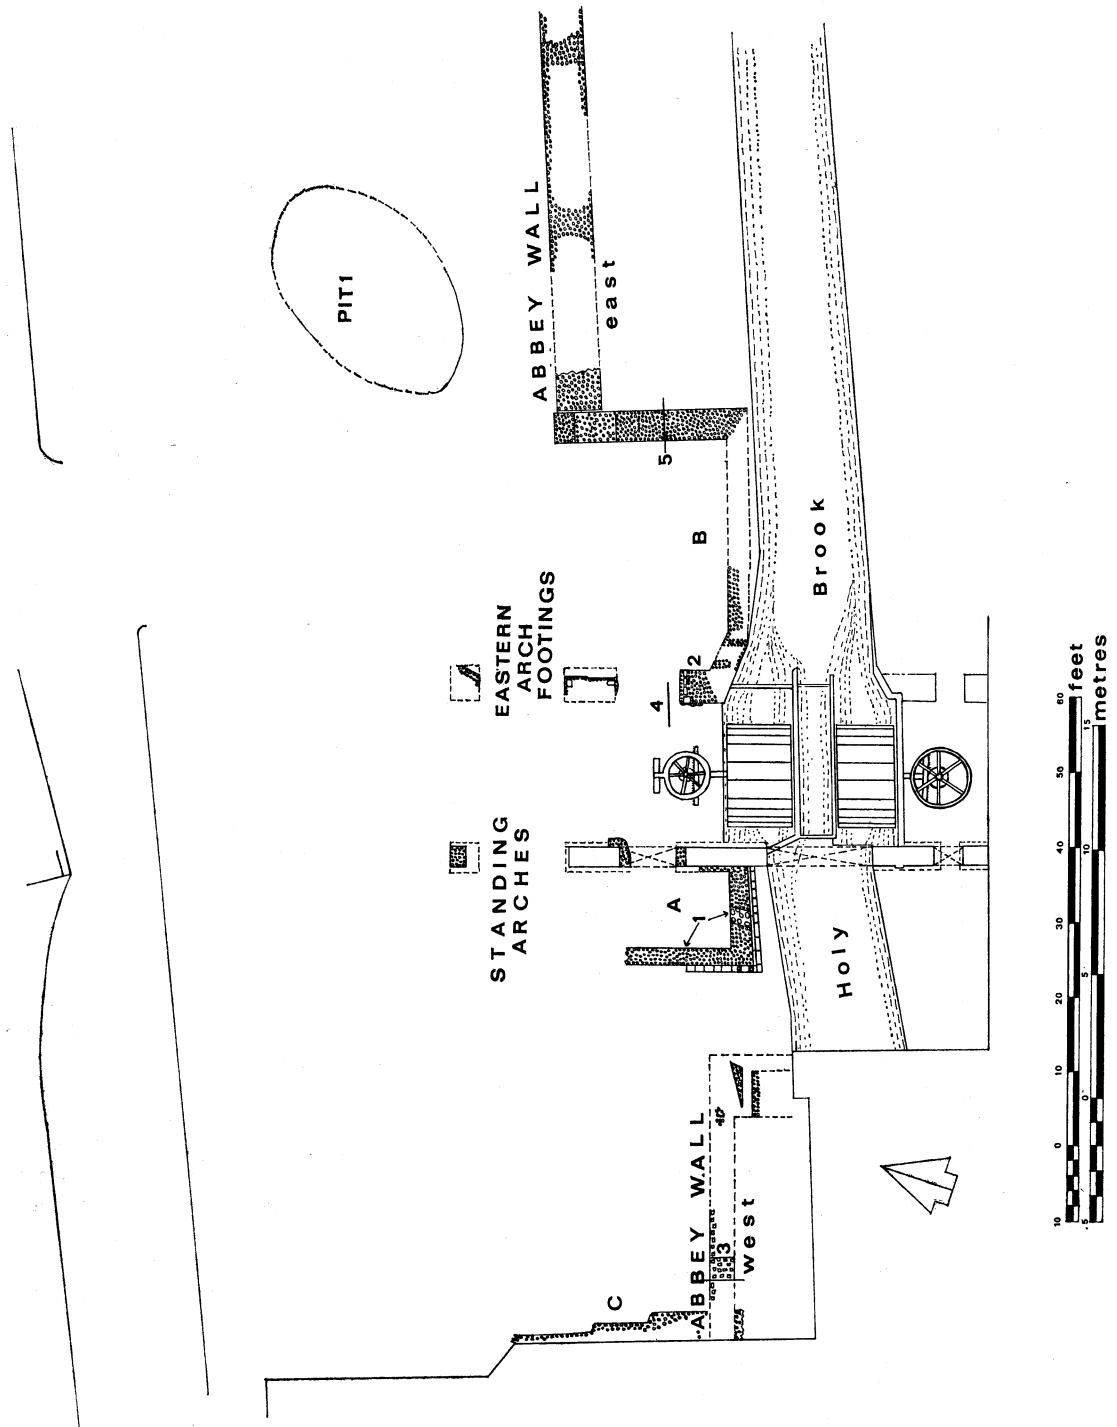 PIT1
ABBEY WALL
east
5
B
Brook
EASTERN
ARCH
FOOTINGS
2
4
STANDING
ARCHES
A
1
Holy
ABBEY WALL
west
3
C
10 0 10 20 30 40 50 60
feet
5 0 5 10 15
metres